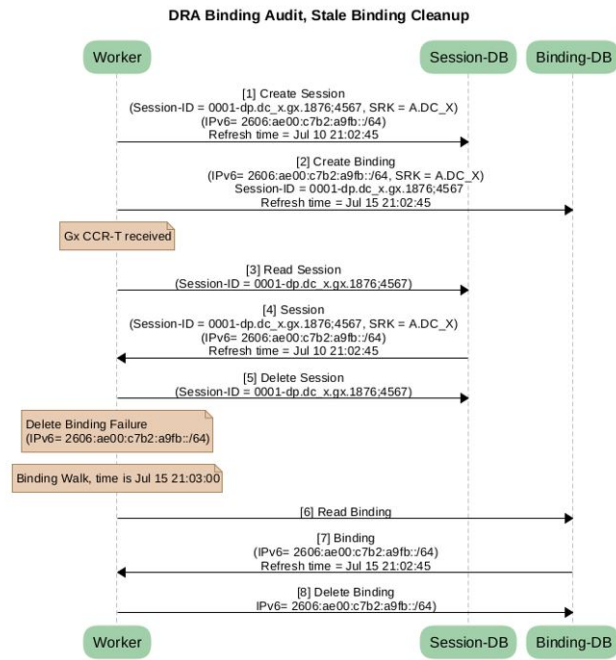 DRA Binding Audit, Stale Binding Cleanup
Worker
Session-DB
Binding-DB
[1] Create Session
(Session-ID = 0001-dp.dc_x.gx.1876;4567, SRK = A.DC_X)
(IPv6= 2606:ae00:c7b2:a9fb::/64)
Refresh time = Jul 10 21:02:45
[2] Create Binding
(IPv6= 2606:ae00:c7b2:a9fb::/64, SRK = A.DC_X)
Session-ID = 0001-dp.dc_x.gx.1876;4567
Refresh time = Jul 15 21:02:45
Gx CCR-T received
[3] Read Session
(Session-ID = 0001-dp.dc_x.gx.1876;4567)
[4] Session
(Session-ID = 0001-dp.dc_x.gx.1876;4567, SRK = A.DC_X)
(IPv6= 2606:ae00:c7b2:a9fb::/64)
Refresh time = Jul 10 21:02:45
[5] Delete Session
(Session-ID = 0001-dp.dc_x.gx.1876;4567)
Delete Binding Failure
(IPv6= 2606:ae00:c7b2:a9fb::/64)
Binding Walk, time is Jul 15 21:03:00
[6] Read Binding
[7] Binding
(IPv6= 2606:ae00:c7b2:a9fb::/64)
Refresh time = Jul 15 21:02:45
[8] Delete Binding
IPv6= 2606:ae00:c7b2:a9fb::/64)
Worker
Session-DB
Binding-DB